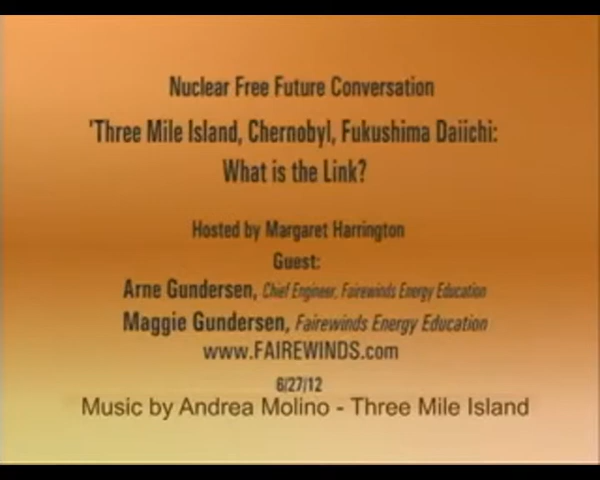 Nuclear Free Future Conversation
'Three Mile Island, Chernobyl, Fukushima Daiichi:
What is the Link?
Hosted by Margaret Harrington
Guest:
Arne Gundersen, Chief Engineer, Fairewinds Energy Education
Maggie Gundersen, Fairewinds Energy Education
www.FAIREWINDS.com
6/27/12
Music by Andrea Molino - Three Mile Island